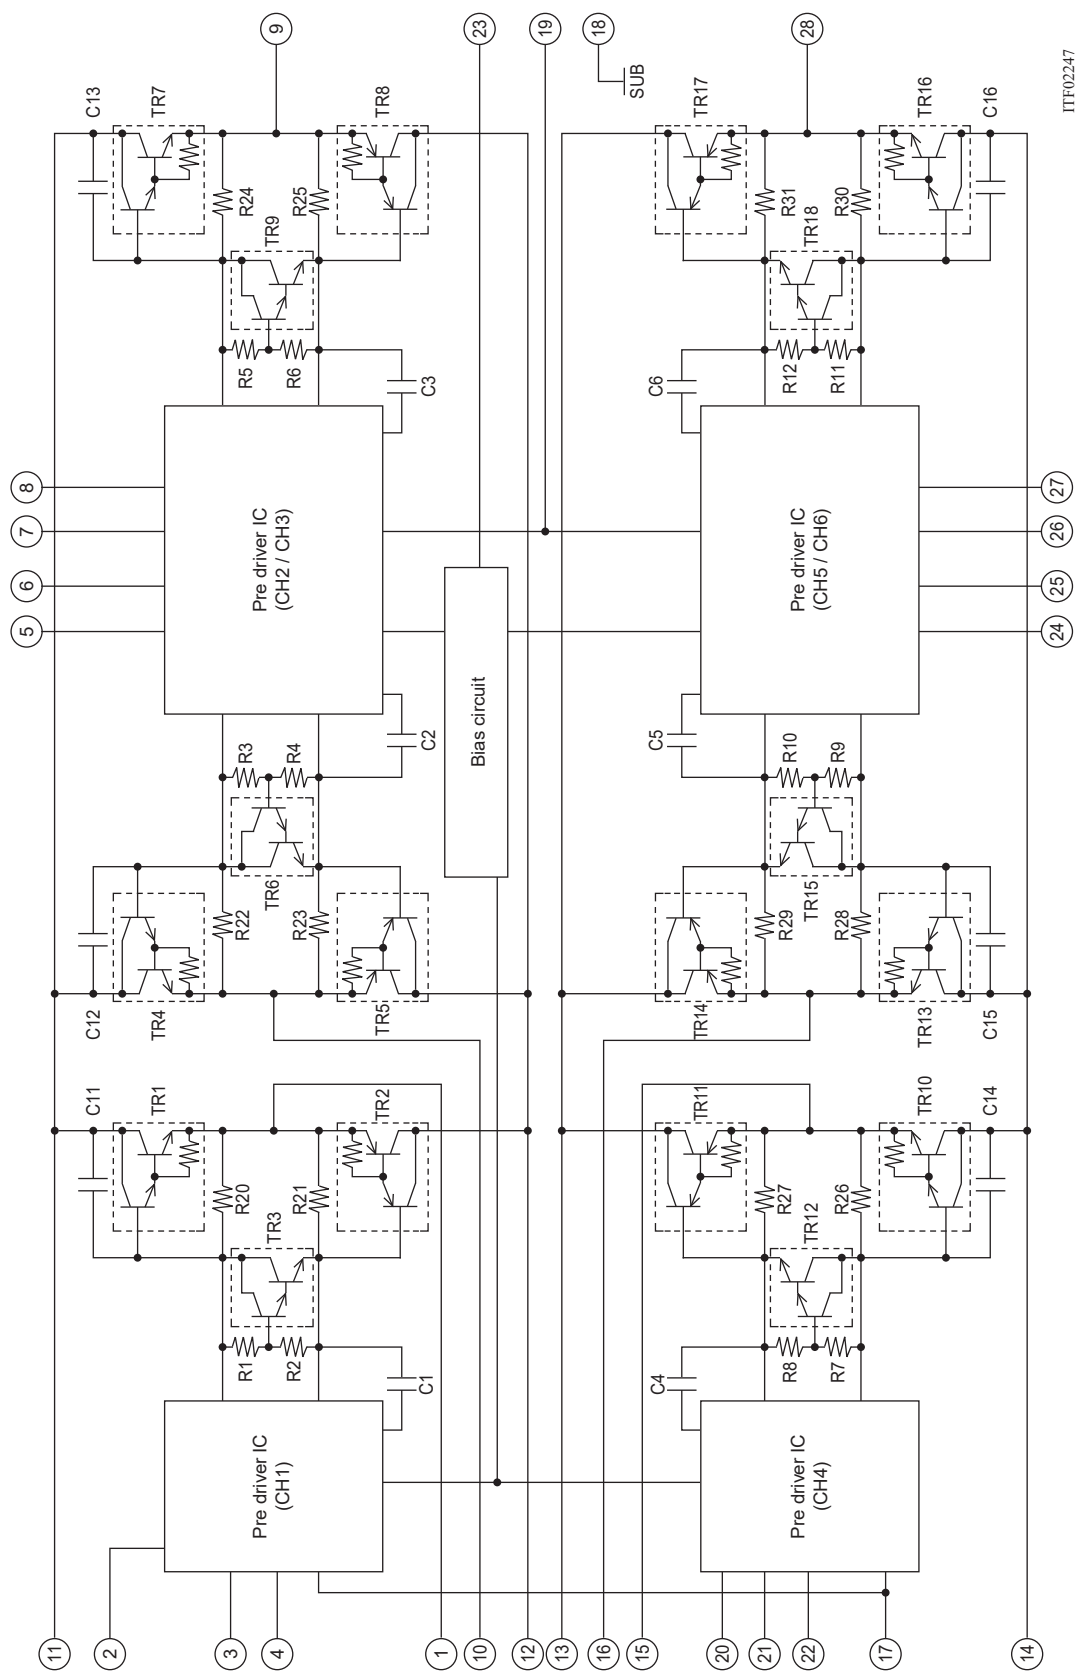 5
6
7
8
9
11
C11
C12
C13
2
TR1
TR4
TR7
3
R1
R20
R22
R3
R5
R24
Pre driver IC
(CH1)
TR3
TR6
Pre driver IC
(CH2 / CH3)
TR9
4
R2
R21
R23
R4
R6
R25
TR2
TR5
TR8
C1
C2
C3
1
10
Bias circuit
23
12
19
13
18
SUB
16
15
C4
C5
C6
TR11
TR14
TR17
20
21
R8
R27
R29
R10
R12
R31
28
Pre driver IC
(CH4)
TR12
TR15
Pre driver IC
(CH5 / CH6)
TR18
22
R7
R26
R28
R9
R11
R30
17
TR10
TR13
TR16
C14
C15
C16
14
24
25
26
27
ITF02247